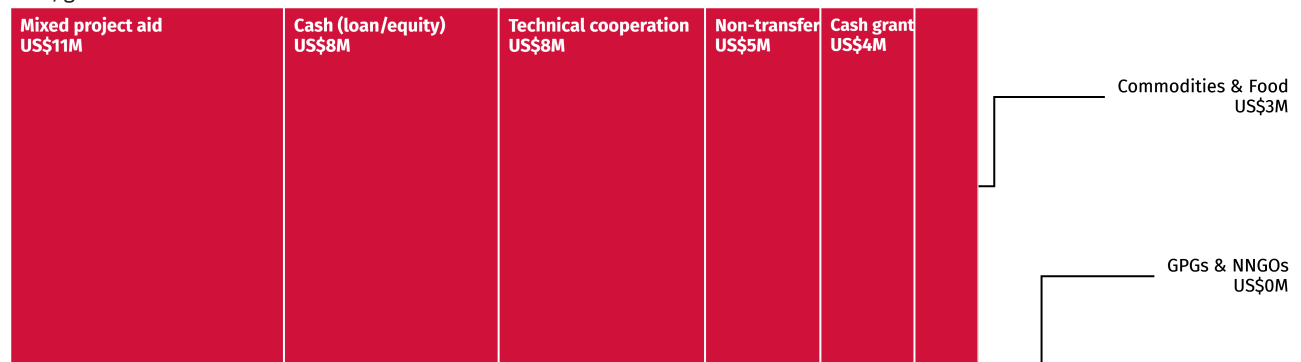 Mixed project aid
US$11M
Cash (loan/equity)
US$8M
Technical cooperation
US$8M
Non-transfer
US$5M
Cash grant
US$4M
Commodities & Food
US$3M
GPGs & NNGOs
US$0M